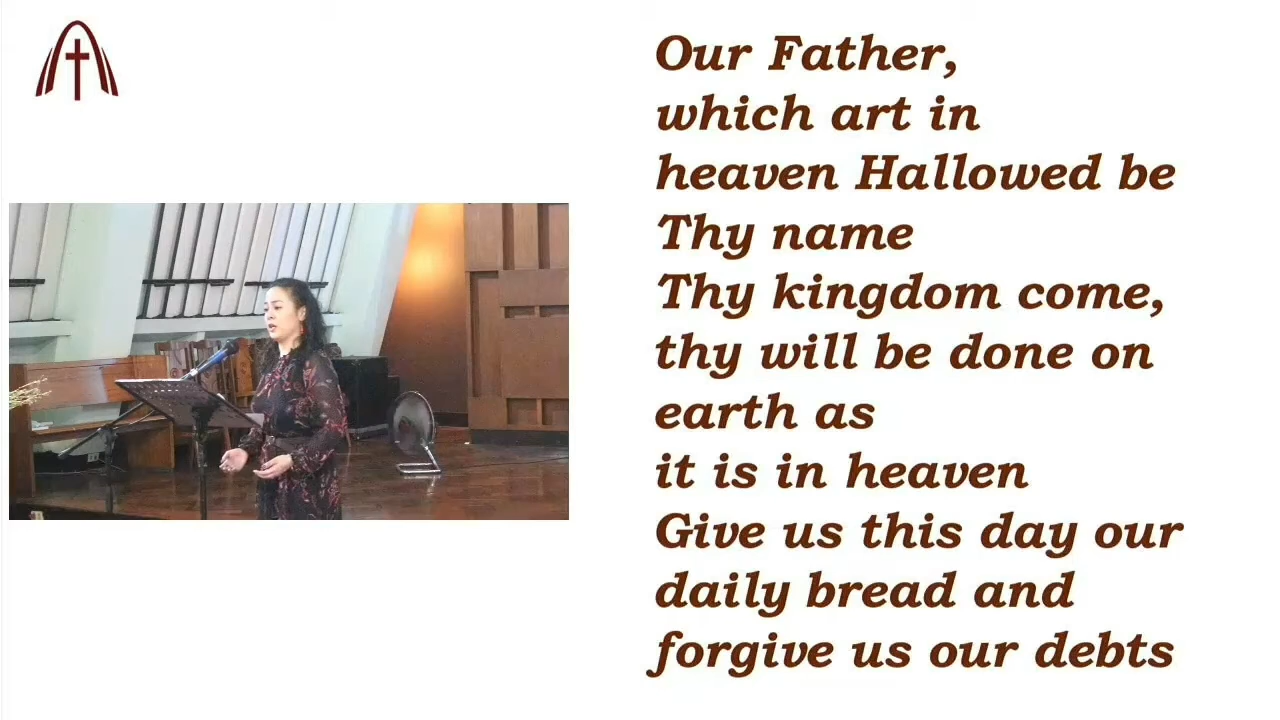 Our Father,
which art in
heaven Hallowed be
Thy name
Thy kingdom come,
thy will be done on
earth as
it is in heaven
Give us this day our
daily bread and
forgive us our debts